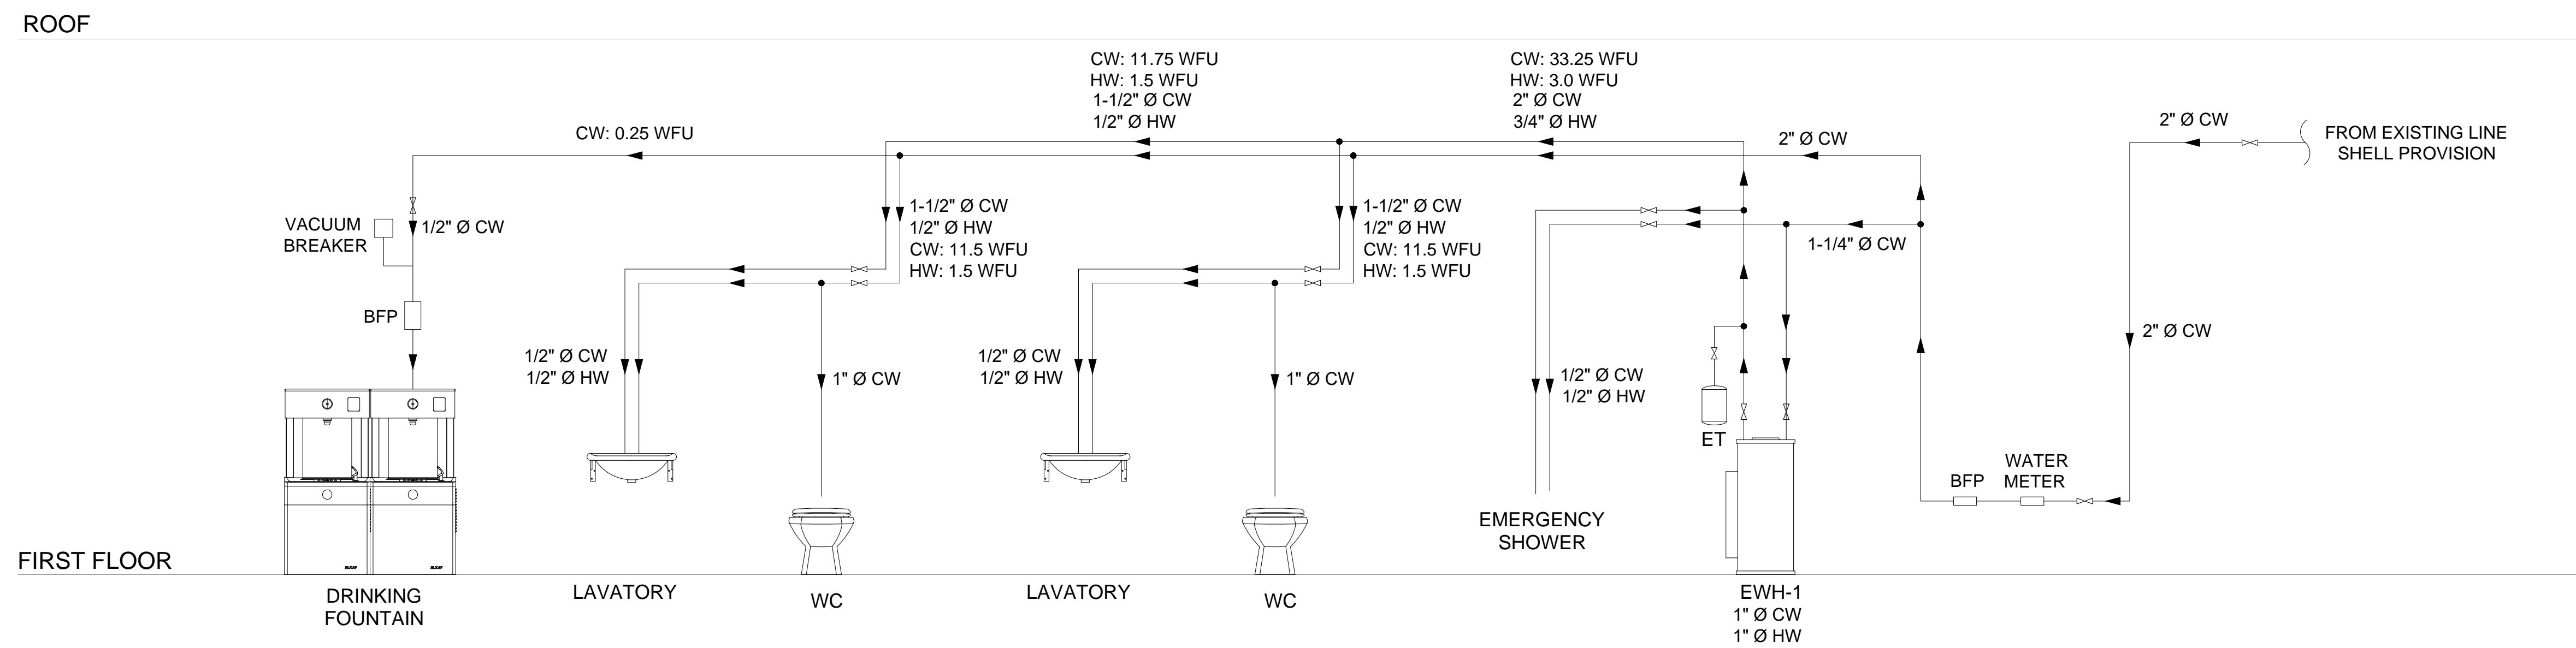 ROOF
CW: 11.75 WFU
HW: 1.5 WFU
1-1/2" Ø CW
1/2" Ø HW
CW: 33.25 WFU
HW: 3.0 WFU
2" Ø CW
3/4" Ø HW
CW: 0.25 WFU
2" Ø CW
2" Ø CW
FROM EXISTING LINE
SHELL PROVISION
VACUUM
BREAKER
1/2" Ø CW
1-1/2" Ø CW
1/2" Ø HW
CW: 11.5 WFU
HW: 1.5 WFU
1-1/2" Ø CW
1/2" Ø HW
CW: 11.5 WFU
HW: 1.5 WFU
1-1/4" Ø CW
BFP
1/2" Ø CW
1/2" Ø HW
1" Ø CW
1/2" Ø CW
1/2" Ø HW
1" Ø CW
1/2" Ø CW
1/2" Ø HW
2" Ø CW
ET
BFP
WATER
METER
EMERGENCY
SHOWER
FIRST FLOOR
DRINKING
FOUNTAIN
LAVATORY
WC
LAVATORY
WC
EWH-1
1" Ø CW
1" Ø HW